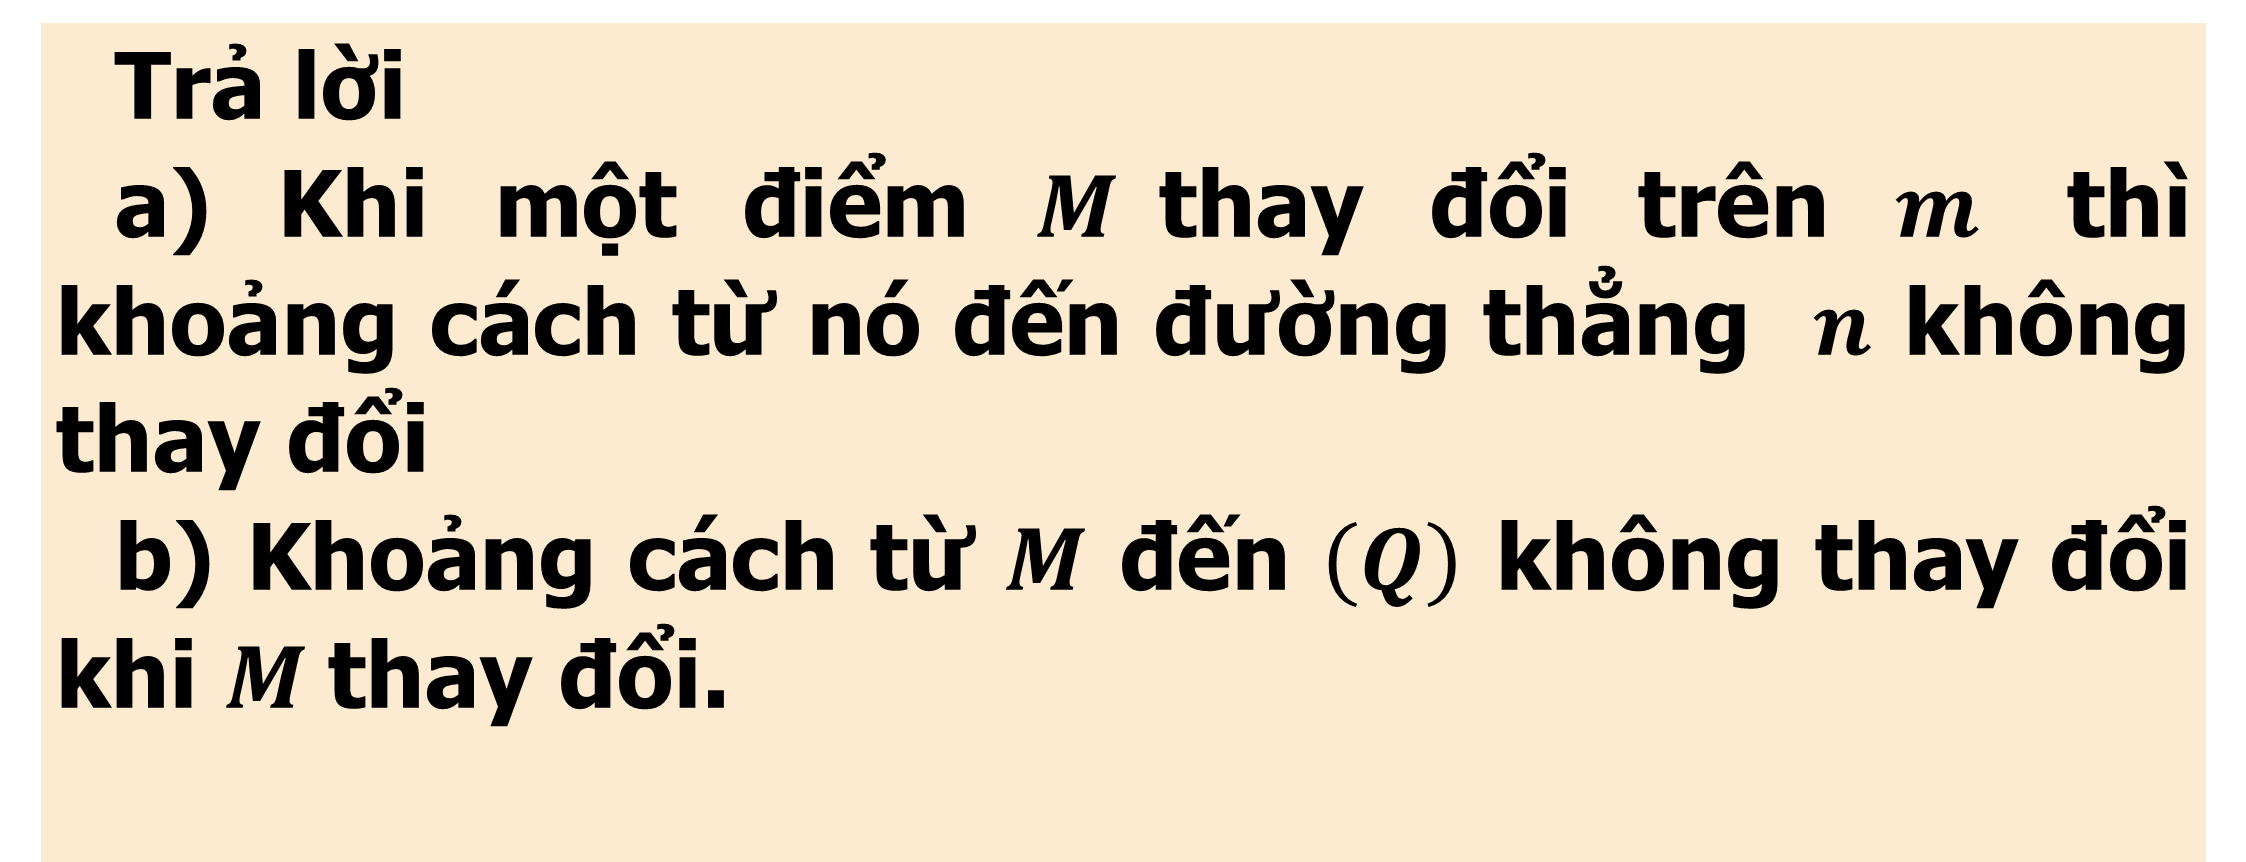 Trả lời
a) Khi một điểm M thay đổi trên m thì
khoảng cách từ nó đến đường thẳng n không
thay đổi
b) Khoảng cách từ M đến (Q) không thay đổi
khi M thay đổi.